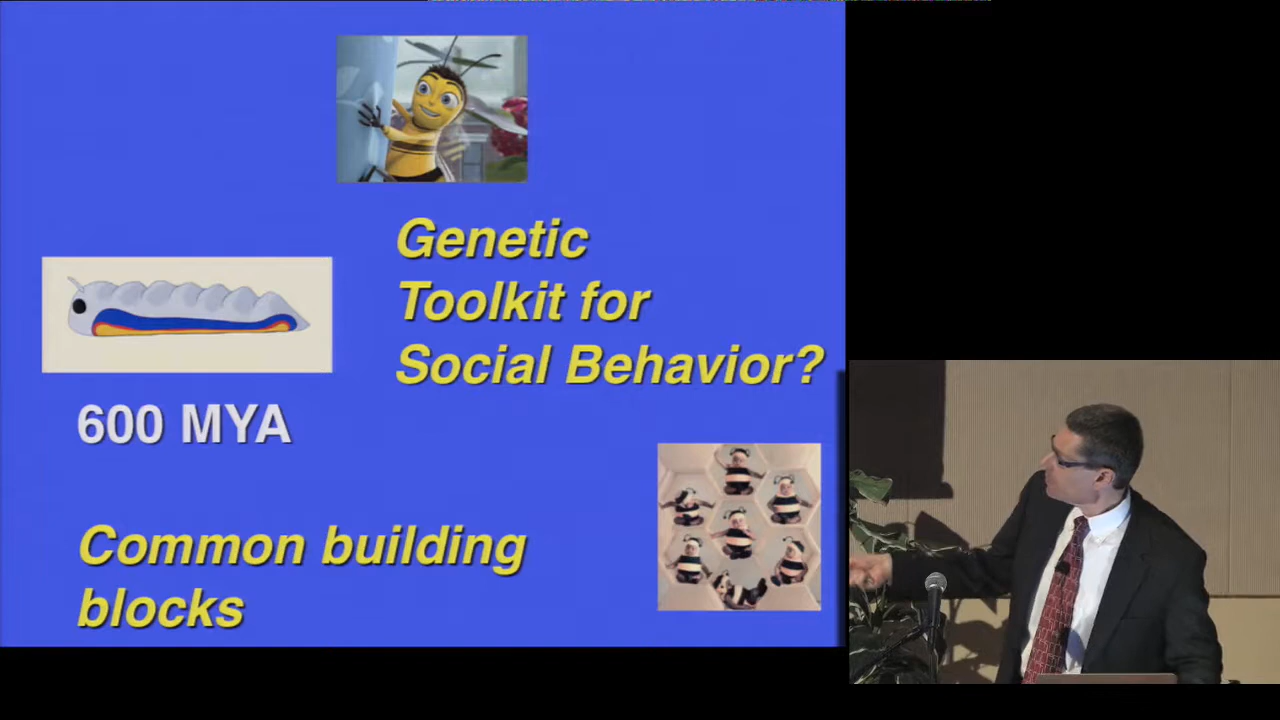 Genetic
Toolkit for
Social Behavior?
600 MYA
Common building
blocks